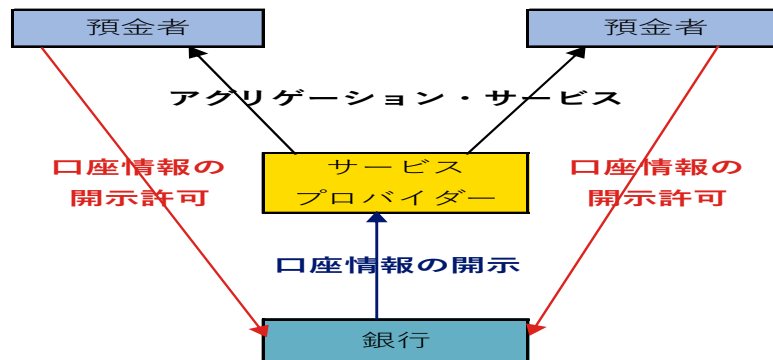 預金者
預金者
アグリゲーション・サービス
口座情報の
開示許可
サービス
プロバイダー
口座情報の
開示許可
口座情報の開示
銀行